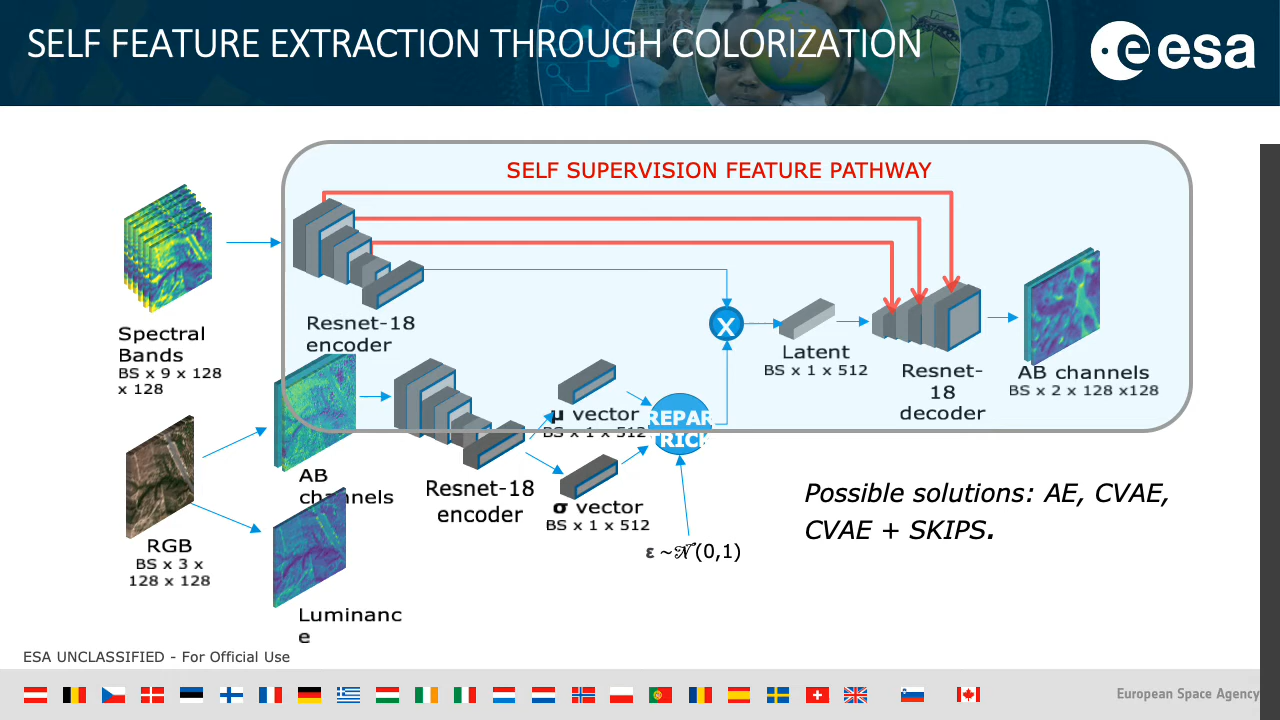 SELF FEATURE EXTRACTION THROUGH COLORIZATION
esa
SELF SUPERVISION FEATURE PATHWAY
Spectral
Bands
BS x 9 x 128
x 128
Resnet-18
encoder
X
Latent
BS x 1 x 512
Resnet-
18
decoder
AB channels
BS x 2 x 128 x128
μ vector
BS x 1 x 512
REPAR
TRICK
AB
channels
Resnet-18
encoder
σ vector
BS x 1 x 512
ε ~𝒩(0,1)
Possible solutions: AE, CVAE,
CVAE + SKIPS.
RGB
BS x 3 x
128 x 128
Luminanc
e
ESA UNCLASSIFIED - For Official Use
European Space Agency